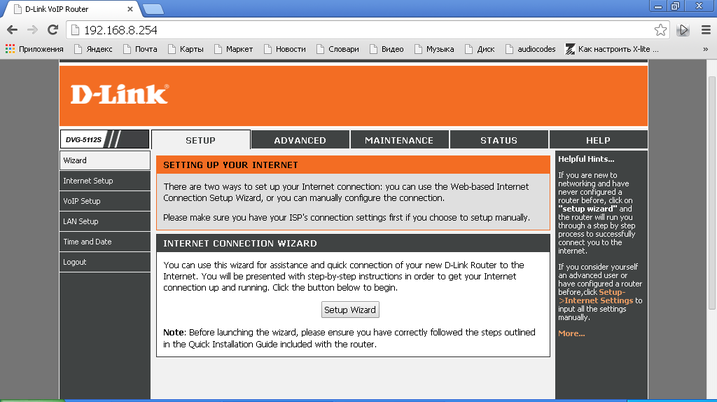 D-Link VoIP Router
192.168.8.254
Приложения Яндекс Почта Карты Маркет Новости Словари Видео Музыка Диск audiocodes Как настроить X-lite ...
D-Link
DVG-5112S SETUP ADVANCED MAINTENANCE STATUS HELP
Wizard
Internet Setup
VoIP Setup
LAN Setup
Time and Date
Logout
SETTING UP YOUR INTERNET
There are two ways to set up your Internet connection: you can use the Web-based Internet
Connection Setup Wizard, or you can manually configure the connection.
Please make sure you have your ISP's connection settings first if you choose to setup manually.
INTERNET CONNECTION WIZARD
You can use this wizard for assistance and quick connection of your new D-Link Router to the
Internet. You will be presented with step-by-step instructions in order to get your Internet
connection up and running. Click the button below to begin.
Setup Wizard
Note: Before launching the wizard, please ensure you have correctly followed the steps outlined
in the Quick Installation Guide included with the router.
Helpful Hints...
If you are new to
networking and have
never configured a
router before, click on
"setup wizard" and
the router will run you
through a step by step
process to successfully
connect you to the
internet.
If you consider yourself
an advanced user or
have configured a router
before,click Setup-
>Internet Settings to
input all the settings
manually.
More...